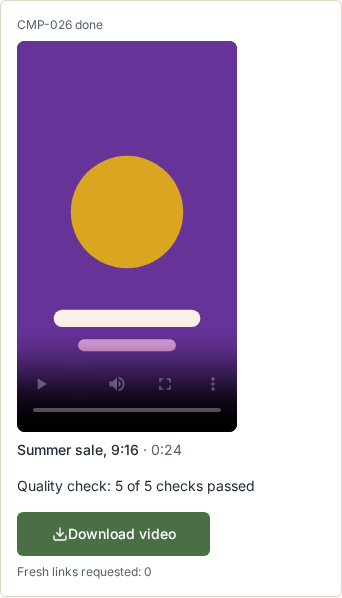 CMP-026 done
Summer sale, 9:16 · 0:24
Quality check: 5 of 5 checks passed
Download video
Fresh links requested: 0